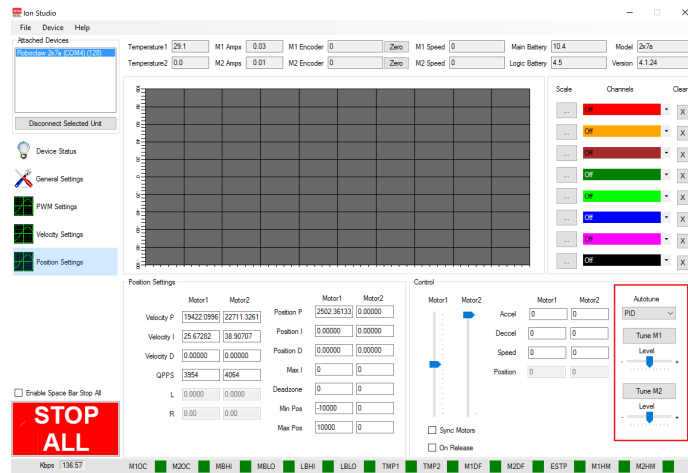 Ion Studio
File Device Help
Attached Devices
Roboclaw 2x7a (COM4) (128)
Disconnect Selected Unit
Device Status
General Settings
PWM Settings
Velocity Settings
Position Settings
Enable Space Bar Stop All
STOP
ALL
Temperature1 29.1 M1 Amps 0.03 M1 Encoder 0 Zero M1 Speed 0 Main Battery 10.4 Model 2x7a
Temperature2 0.0 M2 Amps 0.01 M2 Encoder 0 Zero M2 Speed 0 Logic Battery 4.5 Version 4.1.24
Scale Channels Clear
... Off X
... Off X
... Off X
... Off X
... Off X
... Off X
... Off X
... Off X
Position Settings
Motor1 Motor2
Velocity P 19422.0996 22711.3261
Velocity I 25.67282 38.90707
Velocity D 0.00000 0.00000
QPPS 3954 4064
L 0.0000 0.0000
R 0.00 0.00
Motor1 Motor2
Position P 2502.36133 0.00000
Position I 0.00000 0.00000
Position D 0.00000 0.00000
Max I 0 0
Deadzone 0 0
Min Pos -10000 0
Max Pos 10000 0
Control
Motor1 Motor2
Sync Motors
On Release
Motor1 Motor2
Accel 0 0
Deccel 0 0
Speed 0 0
Position 0 0
Autotune
PID
Tune M1
Level
- +
Tune M2
Level
- +
Kbps 136.57 M1OC M2OC MBHI MBLO LBHI LBLO TMP1 TMP2 M1DF M2DF ESTP M1HM M2HM